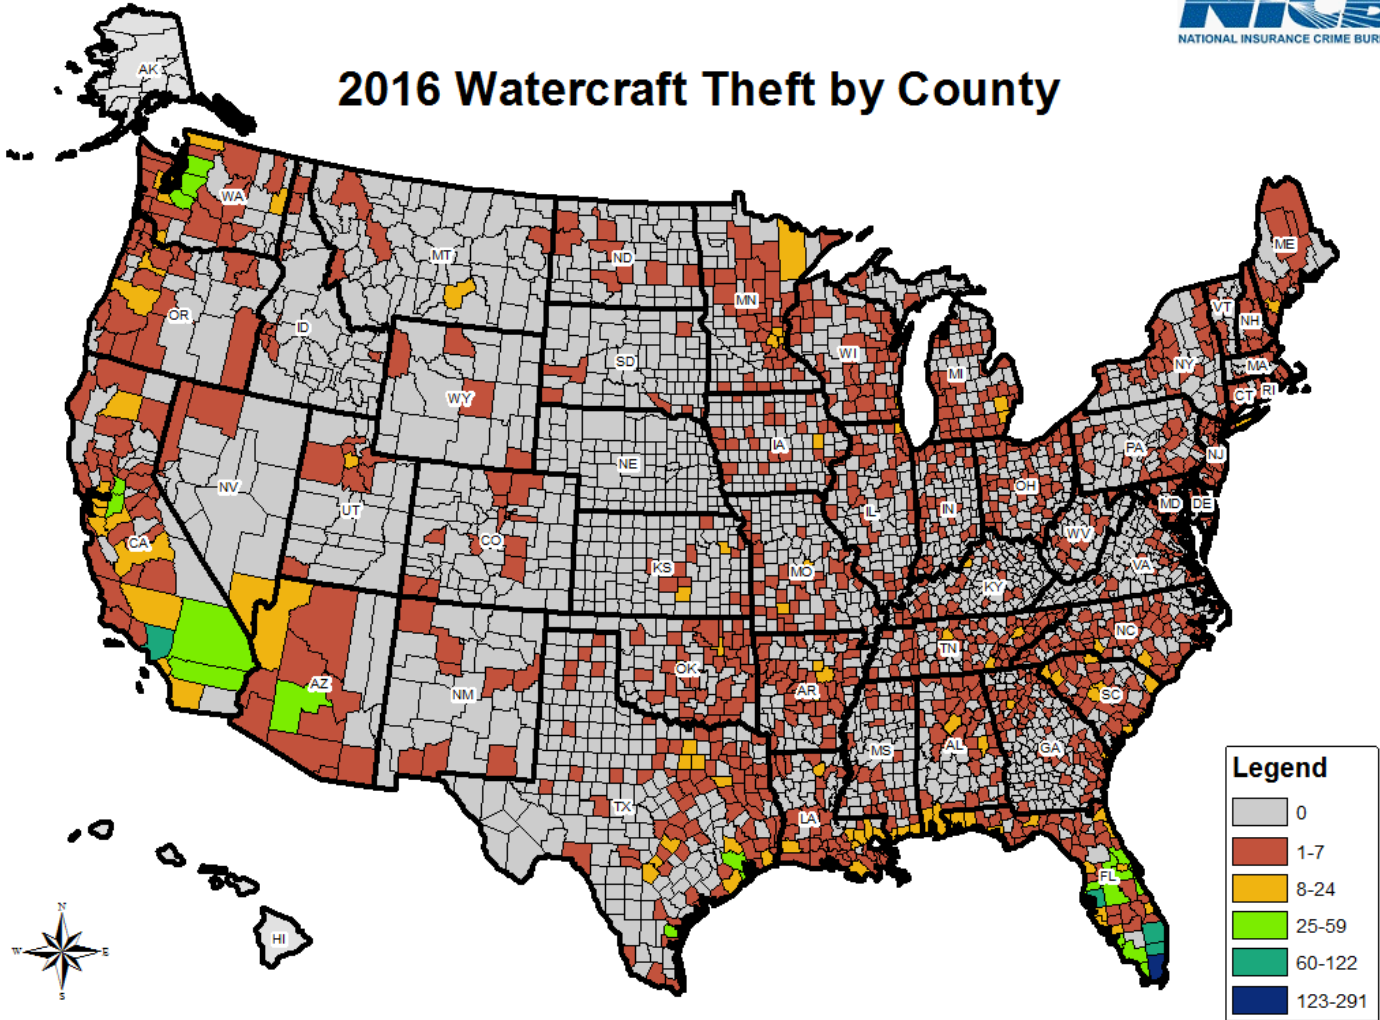 NICB
NATIONAL INSURANCE CRIME BUR
2016 Watercraft Theft by County
AK
WA
ME
MT
ND
MN
VT
NH
OR
ID
WI
NY
MA
SD
MI
CT
RI
WY
IA
PA
NJ
NE
OH
NV
IL
IN
MD
DE
UT
CO
WV
CA
KS
MO
VA
KY
NC
TN
OK
AZ
NM
AR
SC
MS
AL
GA
TX
LA
FL
HI
N
W
E
S
Legend
0
1-7
8-24
25-59
60-122
123-291